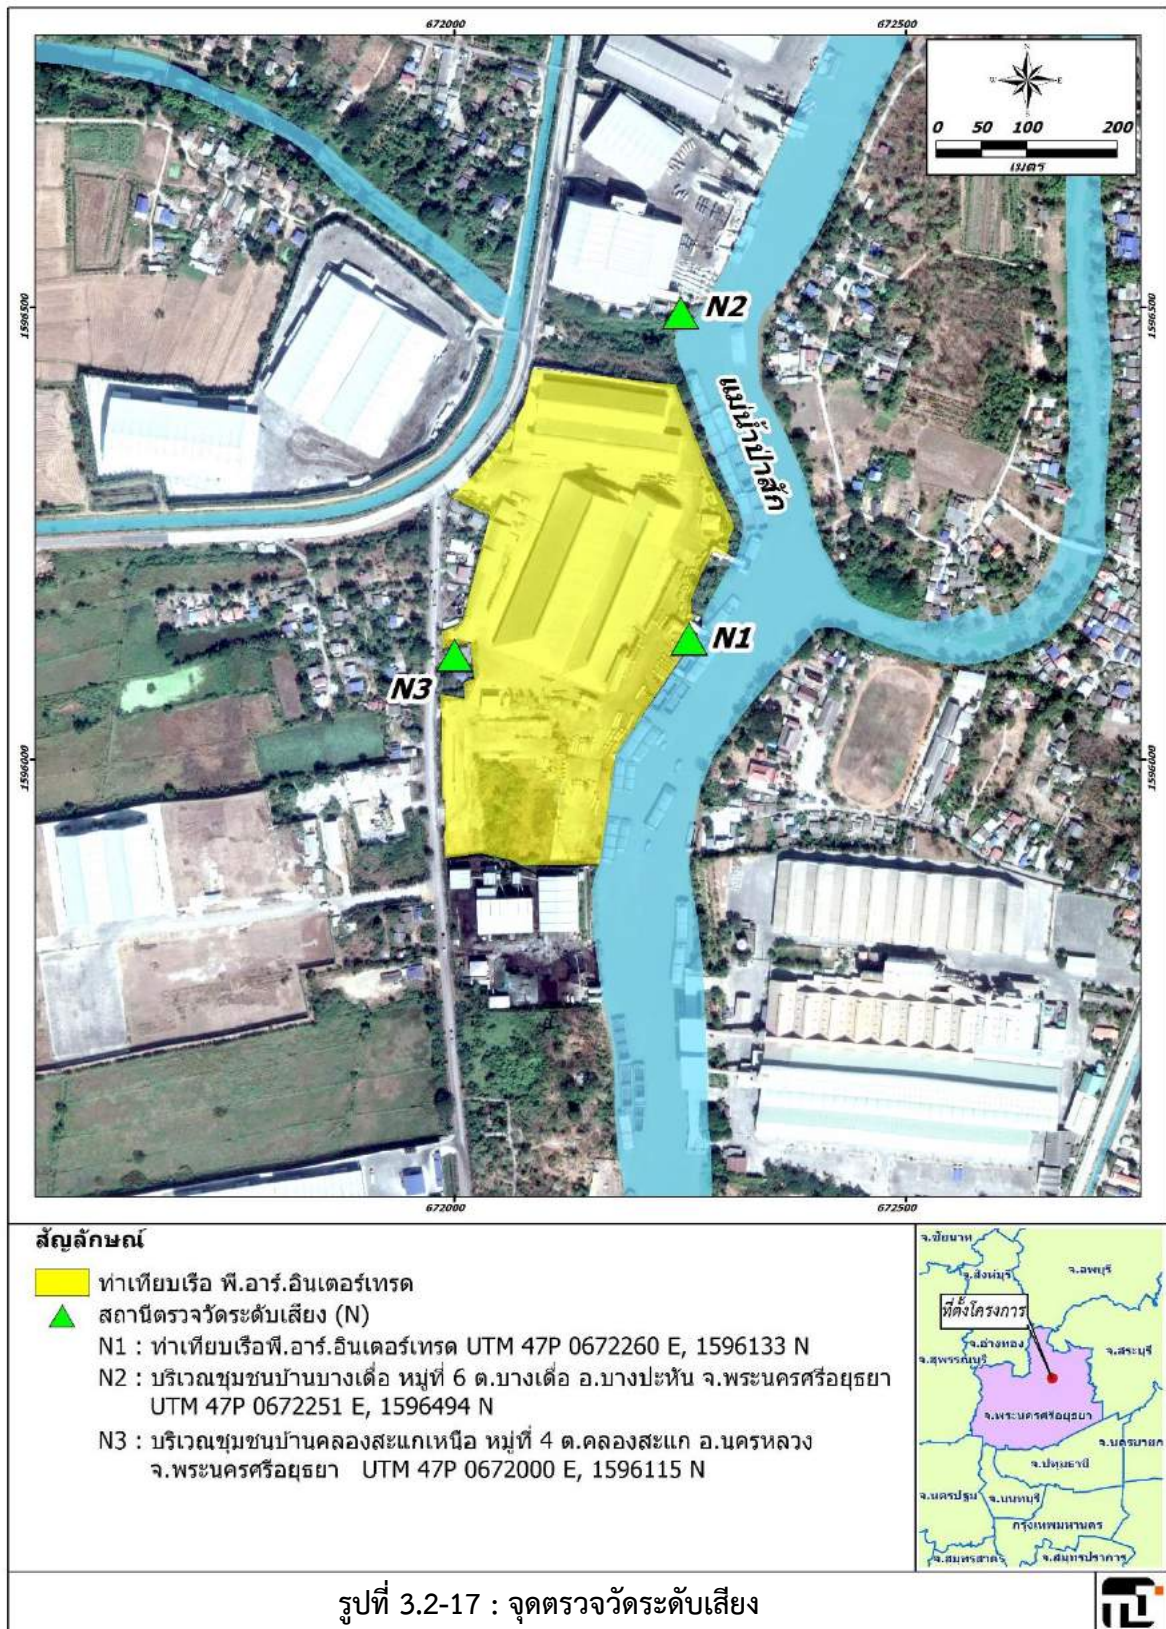 672000
672500
N
W
E
S
0 50 100 200
เมตร
1596500
1596500
N2
แม่น้ำป่าสัก
N1
N3
1596000
1596000
672000
672500
สัญลักษณ์
ท่าเทียบเรือ พี.อาร์.อินเตอร์เทรด
สถานีตรวจวัดระดับเสียง (N)
N1 : ท่าเทียบเรือพี.อาร์.อินเตอร์เทรด UTM 47P 0672260 E, 1596133 N
N2 : บริเวณชุมชนบ้านบางเดื่อ หมู่ที่ 6 ต.บางเดื่อ อ.บางปะหัน จ.พระนครศรีอยุธยา
UTM 47P 0672251 E, 1596494 N
N3 : บริเวณชุมชนบ้านคลองสะแกเหนือ หมู่ที่ 4 ต.คลองสะแก อ.นครหลวง
จ.พระนครศรีอยุธยา UTM 47P 0672000 E, 1596115 N
จ.ชัยนาท
จ.สิงห์บุรี
จ.ลพบุรี
ที่ตั้งโครงการ
จ.อ่างทอง
จ.สุพรรณบุรี
จ.สระบุรี
จ.พระนครศรีอยุธยา
จ.นครนายก
จ.ปทุมธานี
จ.นครปฐม
จ.นนทบุรี
กรุงเทพมหานคร
จ.สมุทรสาคร
จ.สมุทรปราการ
รูปที่ 3.2-17 : จุดตรวจวัดระดับเสียง